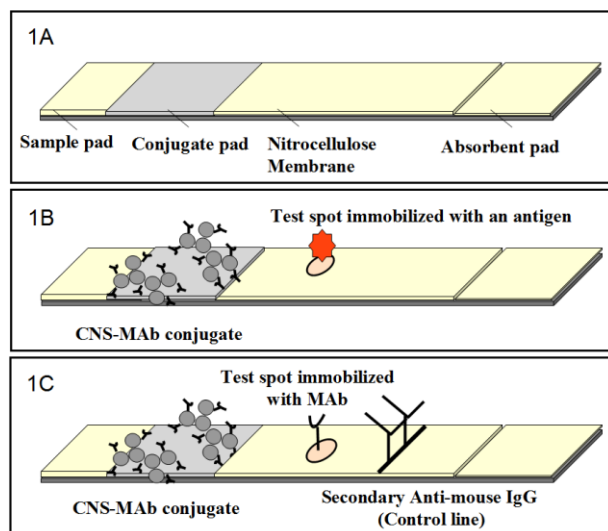 1A
Sample pad
Conjugate pad
Nitrocellulose
Membrane
Absorbent pad
1B
Test spot immobilized with an antigen
CNS-MAb conjugate
1C
Test spot immobilized
with MAb
CNS-MAb conjugate
Secondary Anti-mouse IgG
(Control line)